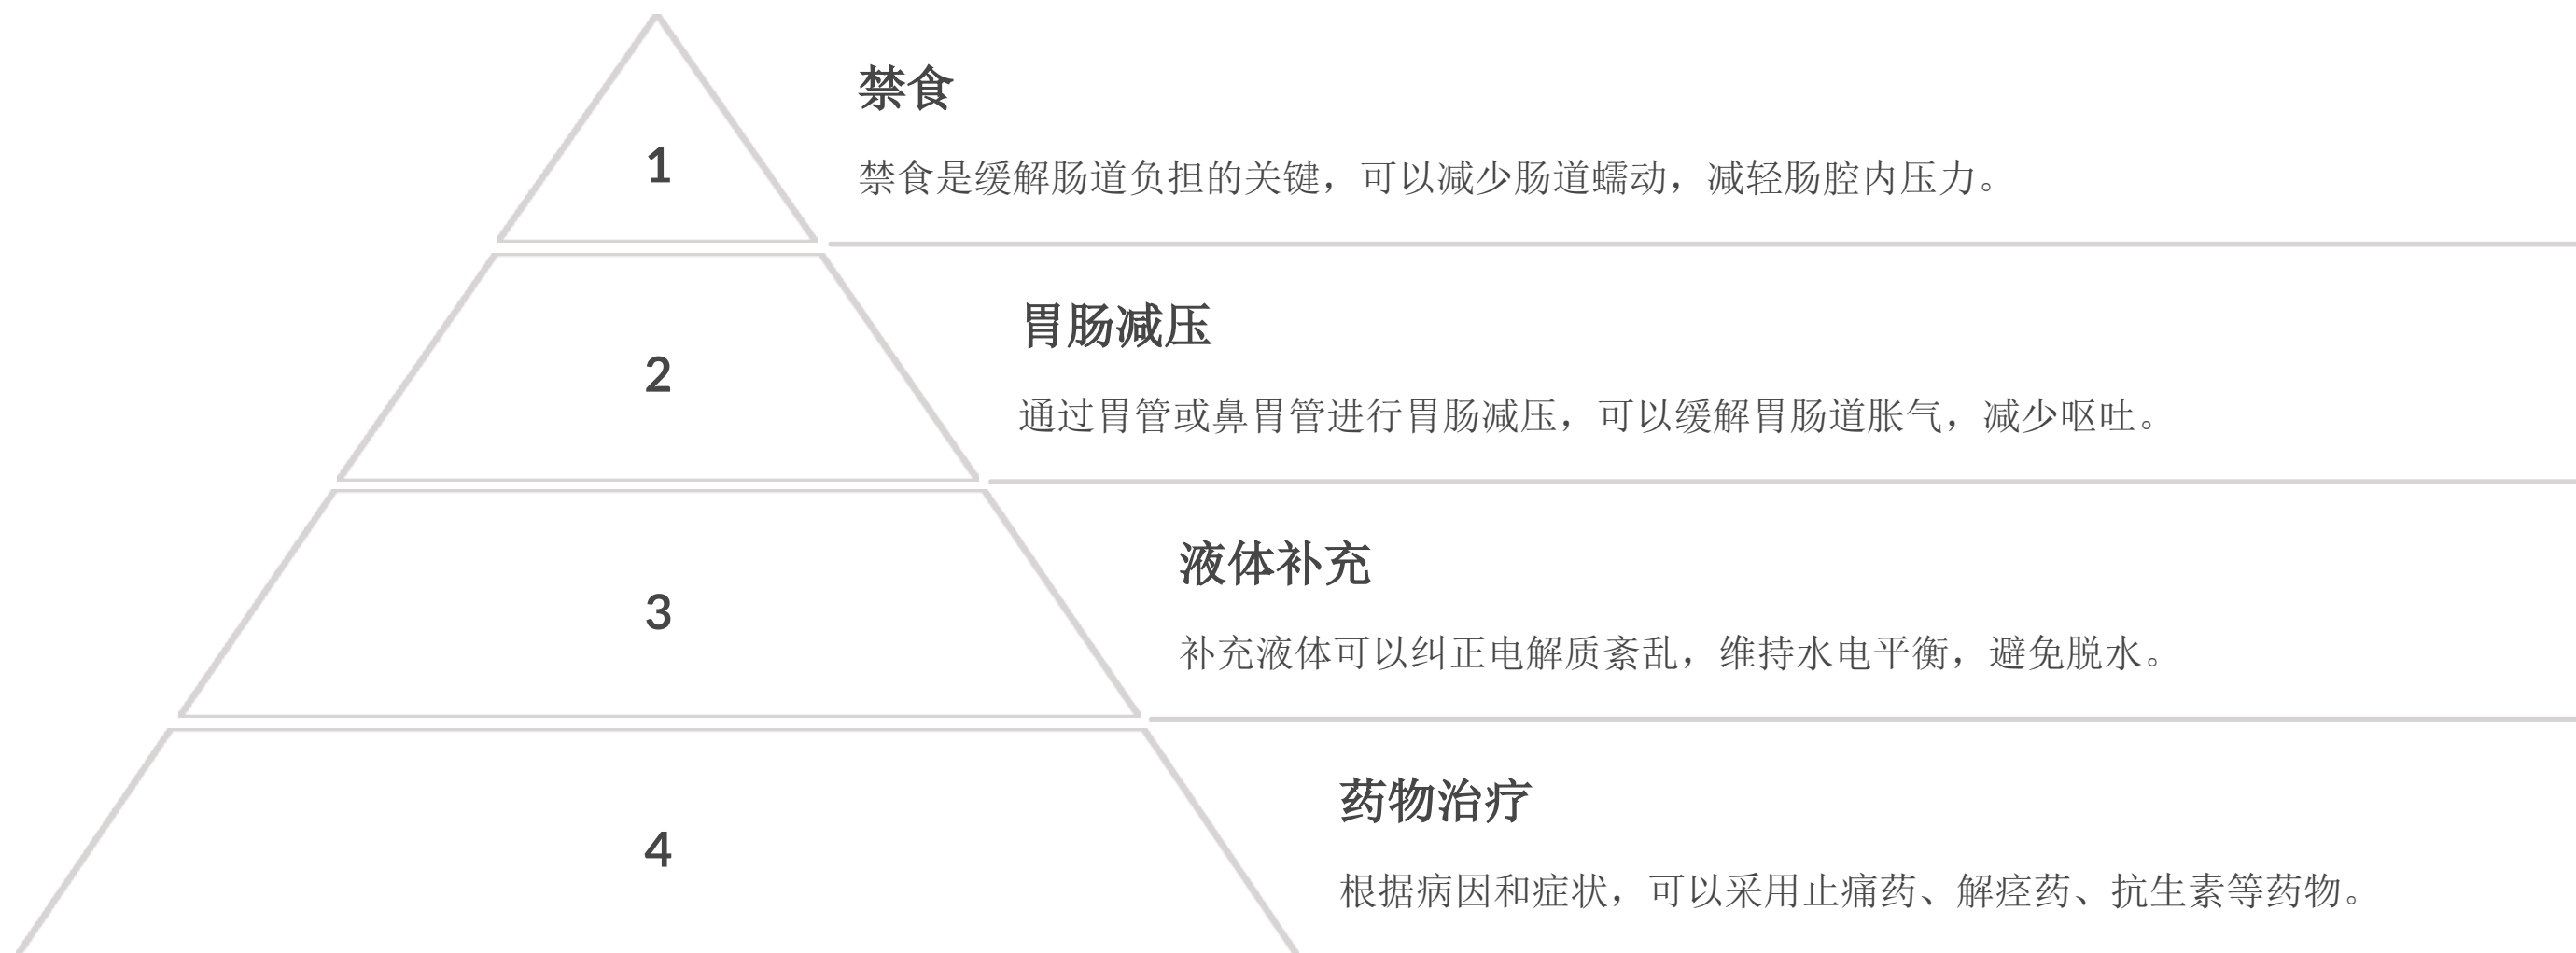 禁食
1
禁食是缓解肠道负担的关键，可以减少肠道蠕动，减轻肠腔内压力。
胃肠减压
2
通过胃管或鼻胃管进行胃肠减压，可以缓解胃肠道胀气，减少呕吐。
液体补充
3
补充液体可以纠正电解质紊乱，维持水电平衡，避免脱水。
药物治疗
4
根据病因和症状，可以采用止痛药、解痉药、抗生素等药物。